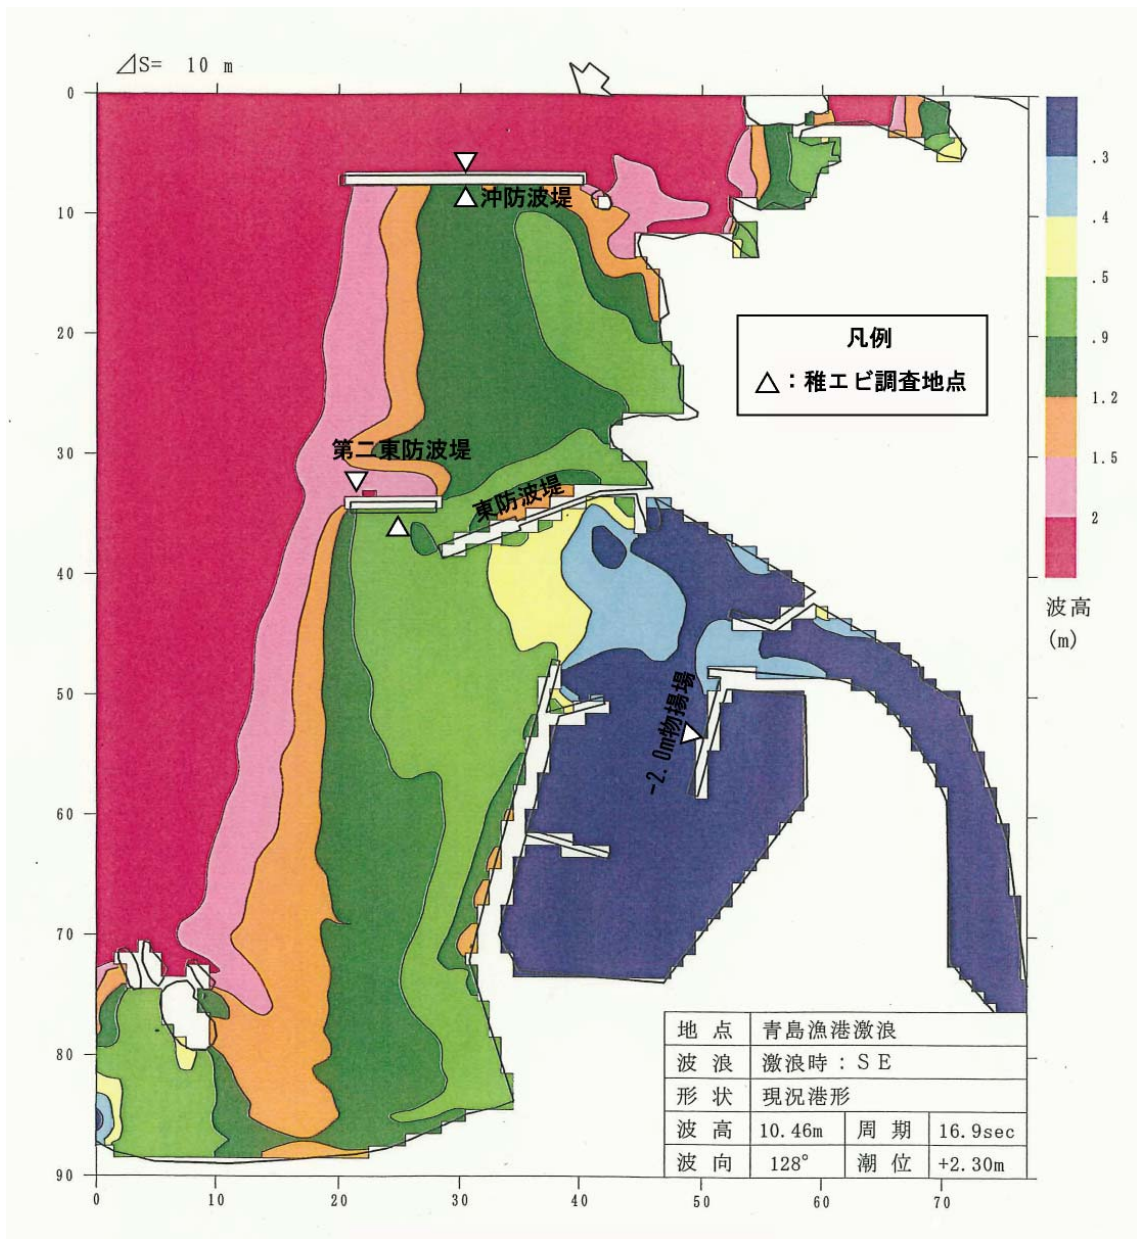 ⊿S= 10 m
0
10
20
30
40
50
60
70
80
90
0
10
20
30
40
50
60
70
沖防波堤
第二東防波堤
東防波堤
-2.0m物揚場
凡例
△:稚エビ調査地点
.3
.4
.5
.9
1.2
1.5
2
波高
(m)
地点 青島漁港激浪
波浪 激浪時:SE
形状 現況港形
波高 10.46m 周期 16.9sec
波向 128° 潮位 +2.30m